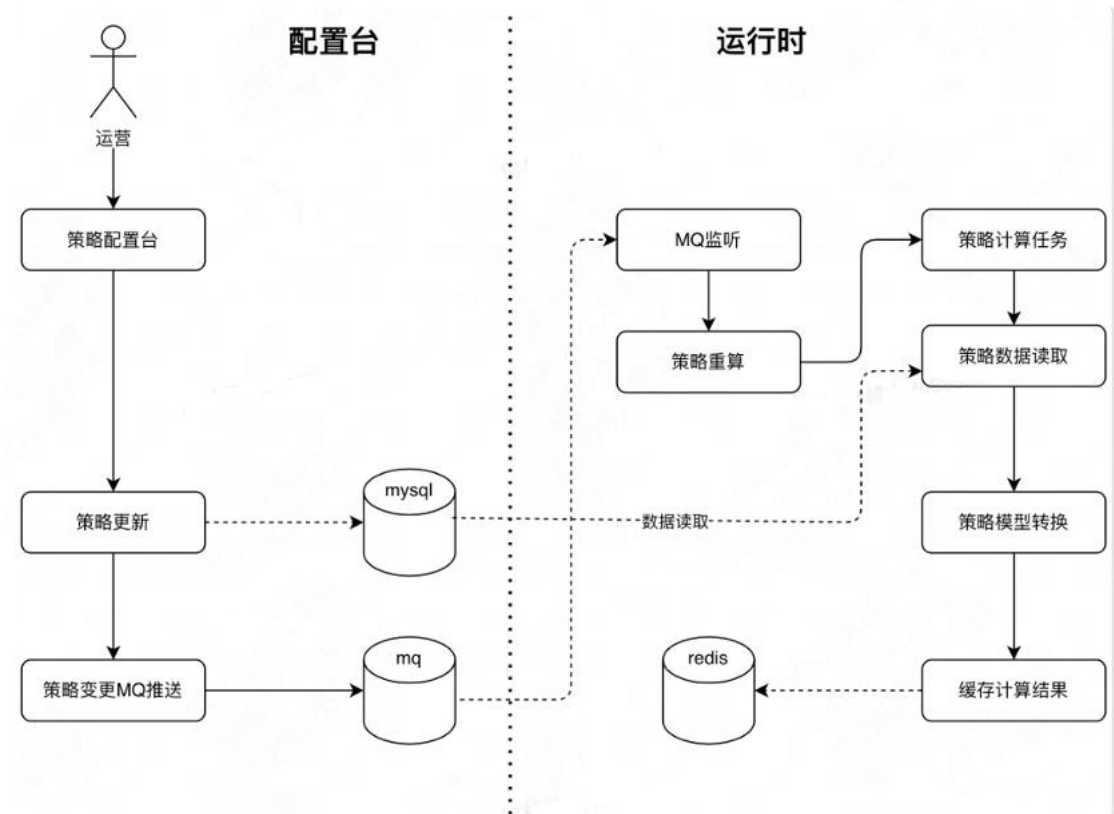 配置台
运行时
运营
策略配置台
MQ监听
策略计算任务
策略重算
策略数据读取
mysql
策略更新
数据读取
策略模型转换
mq
redis
策略变更MQ推送
缓存计算结果